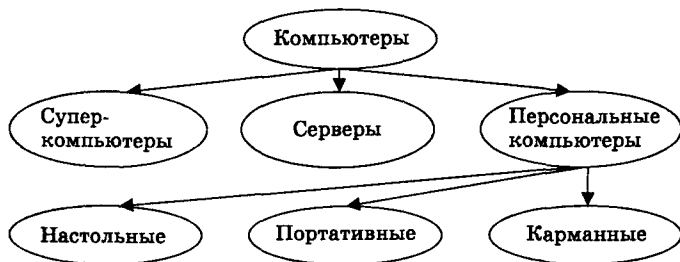 Компьютеры
Супер-
компьютеры
Серверы
Персональные
компьютеры
Настольные
Портативные
Карманные